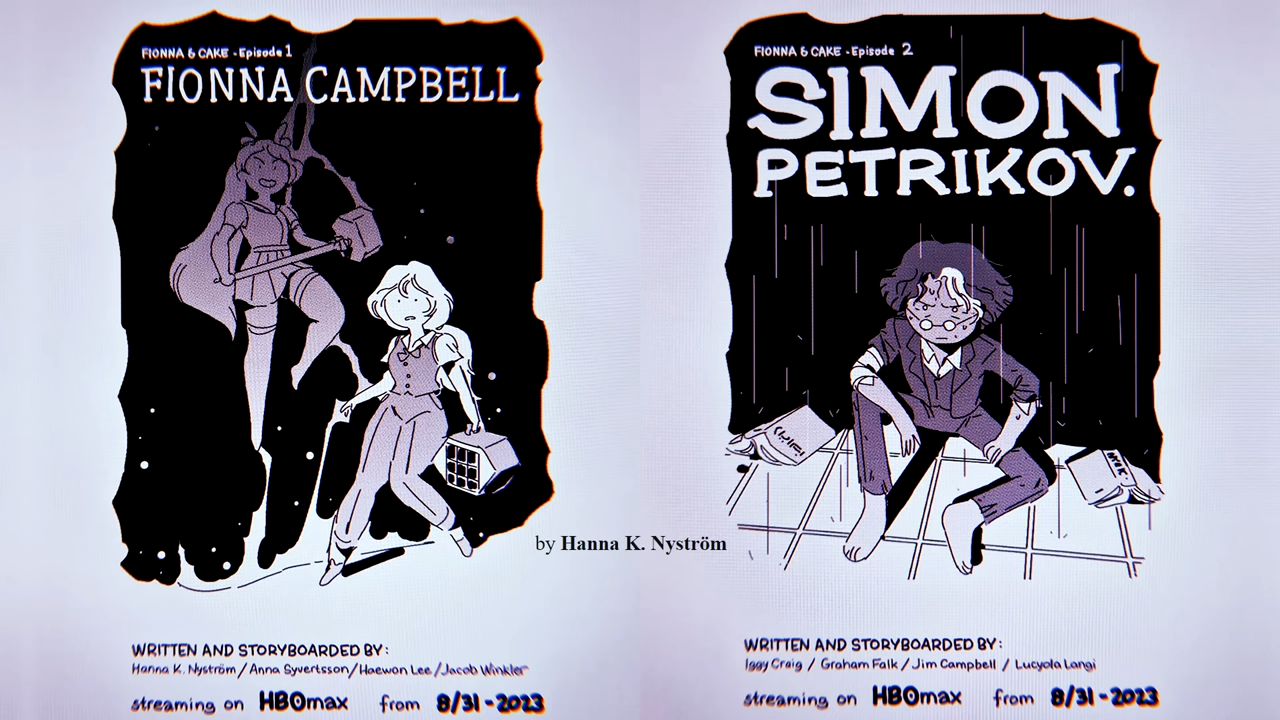 FIONNA & CAKE - Episode 1
FIONNA CAMPBELL
WRITTEN AND STORYBOARDED BY:
Hanna K. Nyström / Anna Syvertsson / Haewon Lee / Jacob Winkler
streaming on HBOmax from 8/31-2023
by Hanna K. Nyström
FIONNA & CAKE - Episode 2
SIMON
PETRIKOV.
WRITTEN AND STORYBOARDED BY:
Iggy Craig / Graham Falk / Jim Campbell / Lucyola Langi
streaming on HBOmax from 8/31-2023